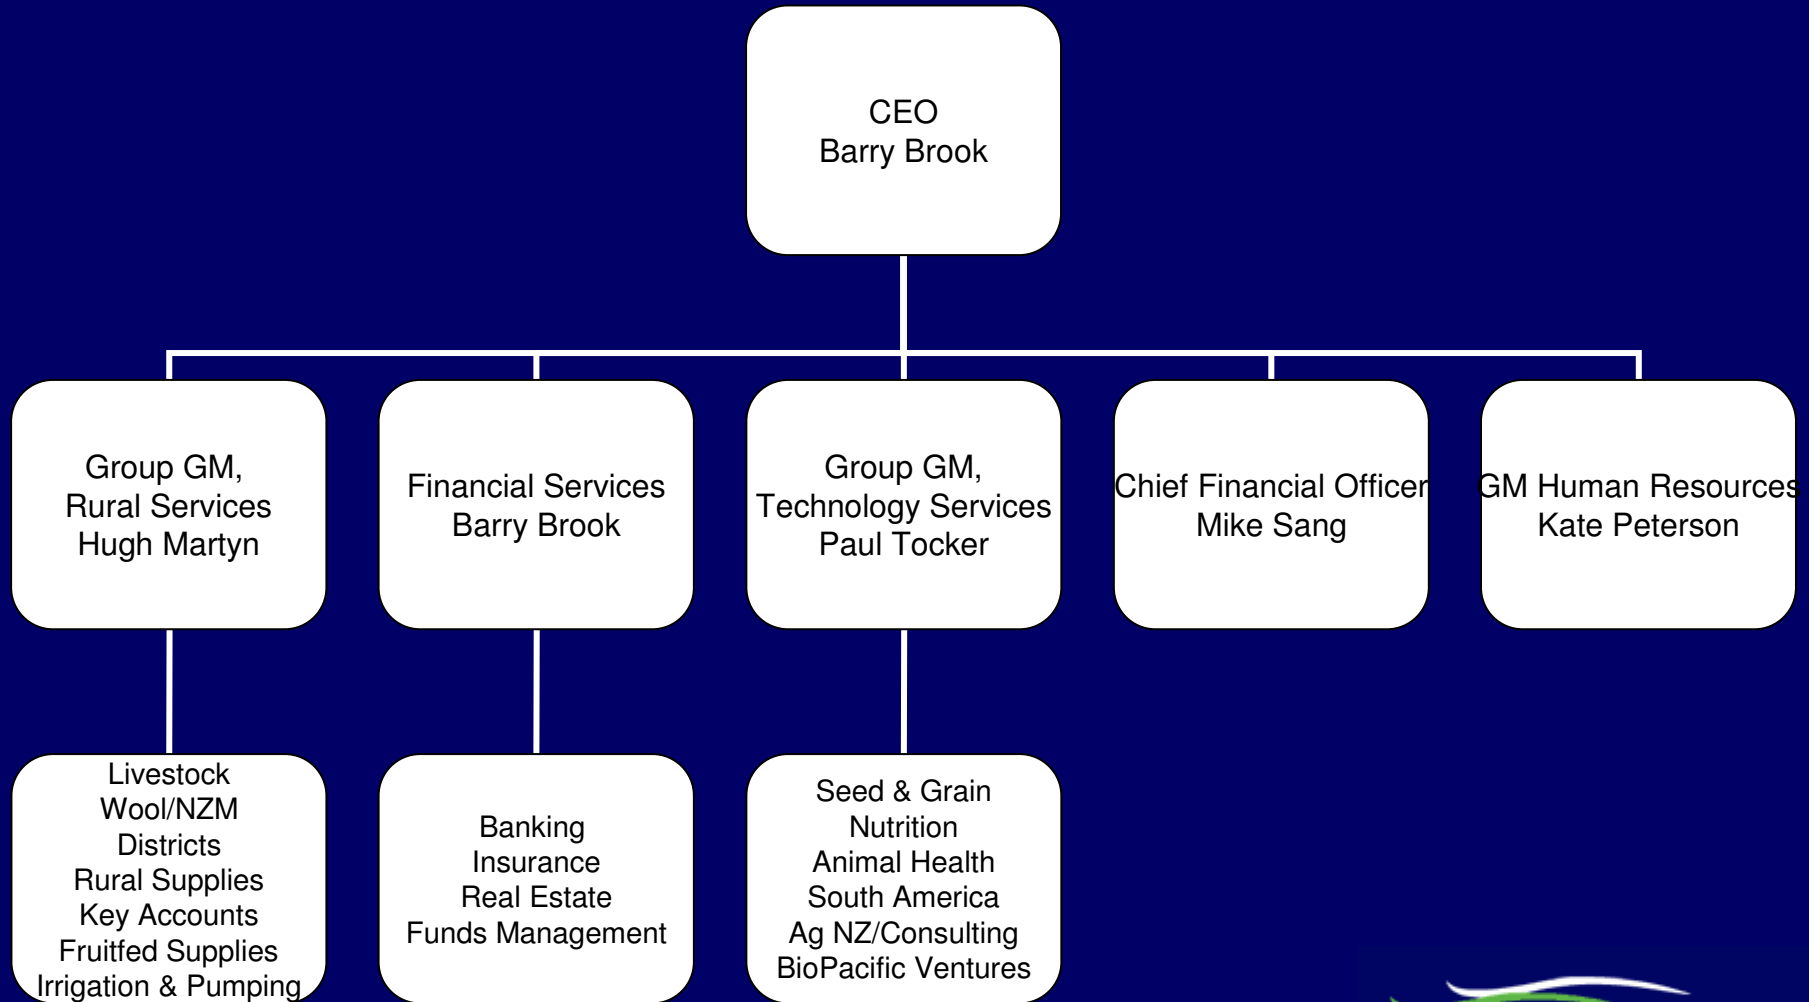 CEO
Barry Brook
Group GM,
Rural Services
Hugh Martyn
Financial Services
Barry Brook
Group GM,
Technology Services
Paul Tocker
Chief Financial Officer
Mike Sang
GM Human Resources
Kate Peterson
Livestock
Wool/NZM
Districts
Rural Supplies
Key Accounts
Fruitfed Supplies
Irrigation & Pumping
Banking
Insurance
Real Estate
Funds Management
Seed & Grain
Nutrition
Animal Health
South America
Ag NZ/Consulting
BioPacific Ventures